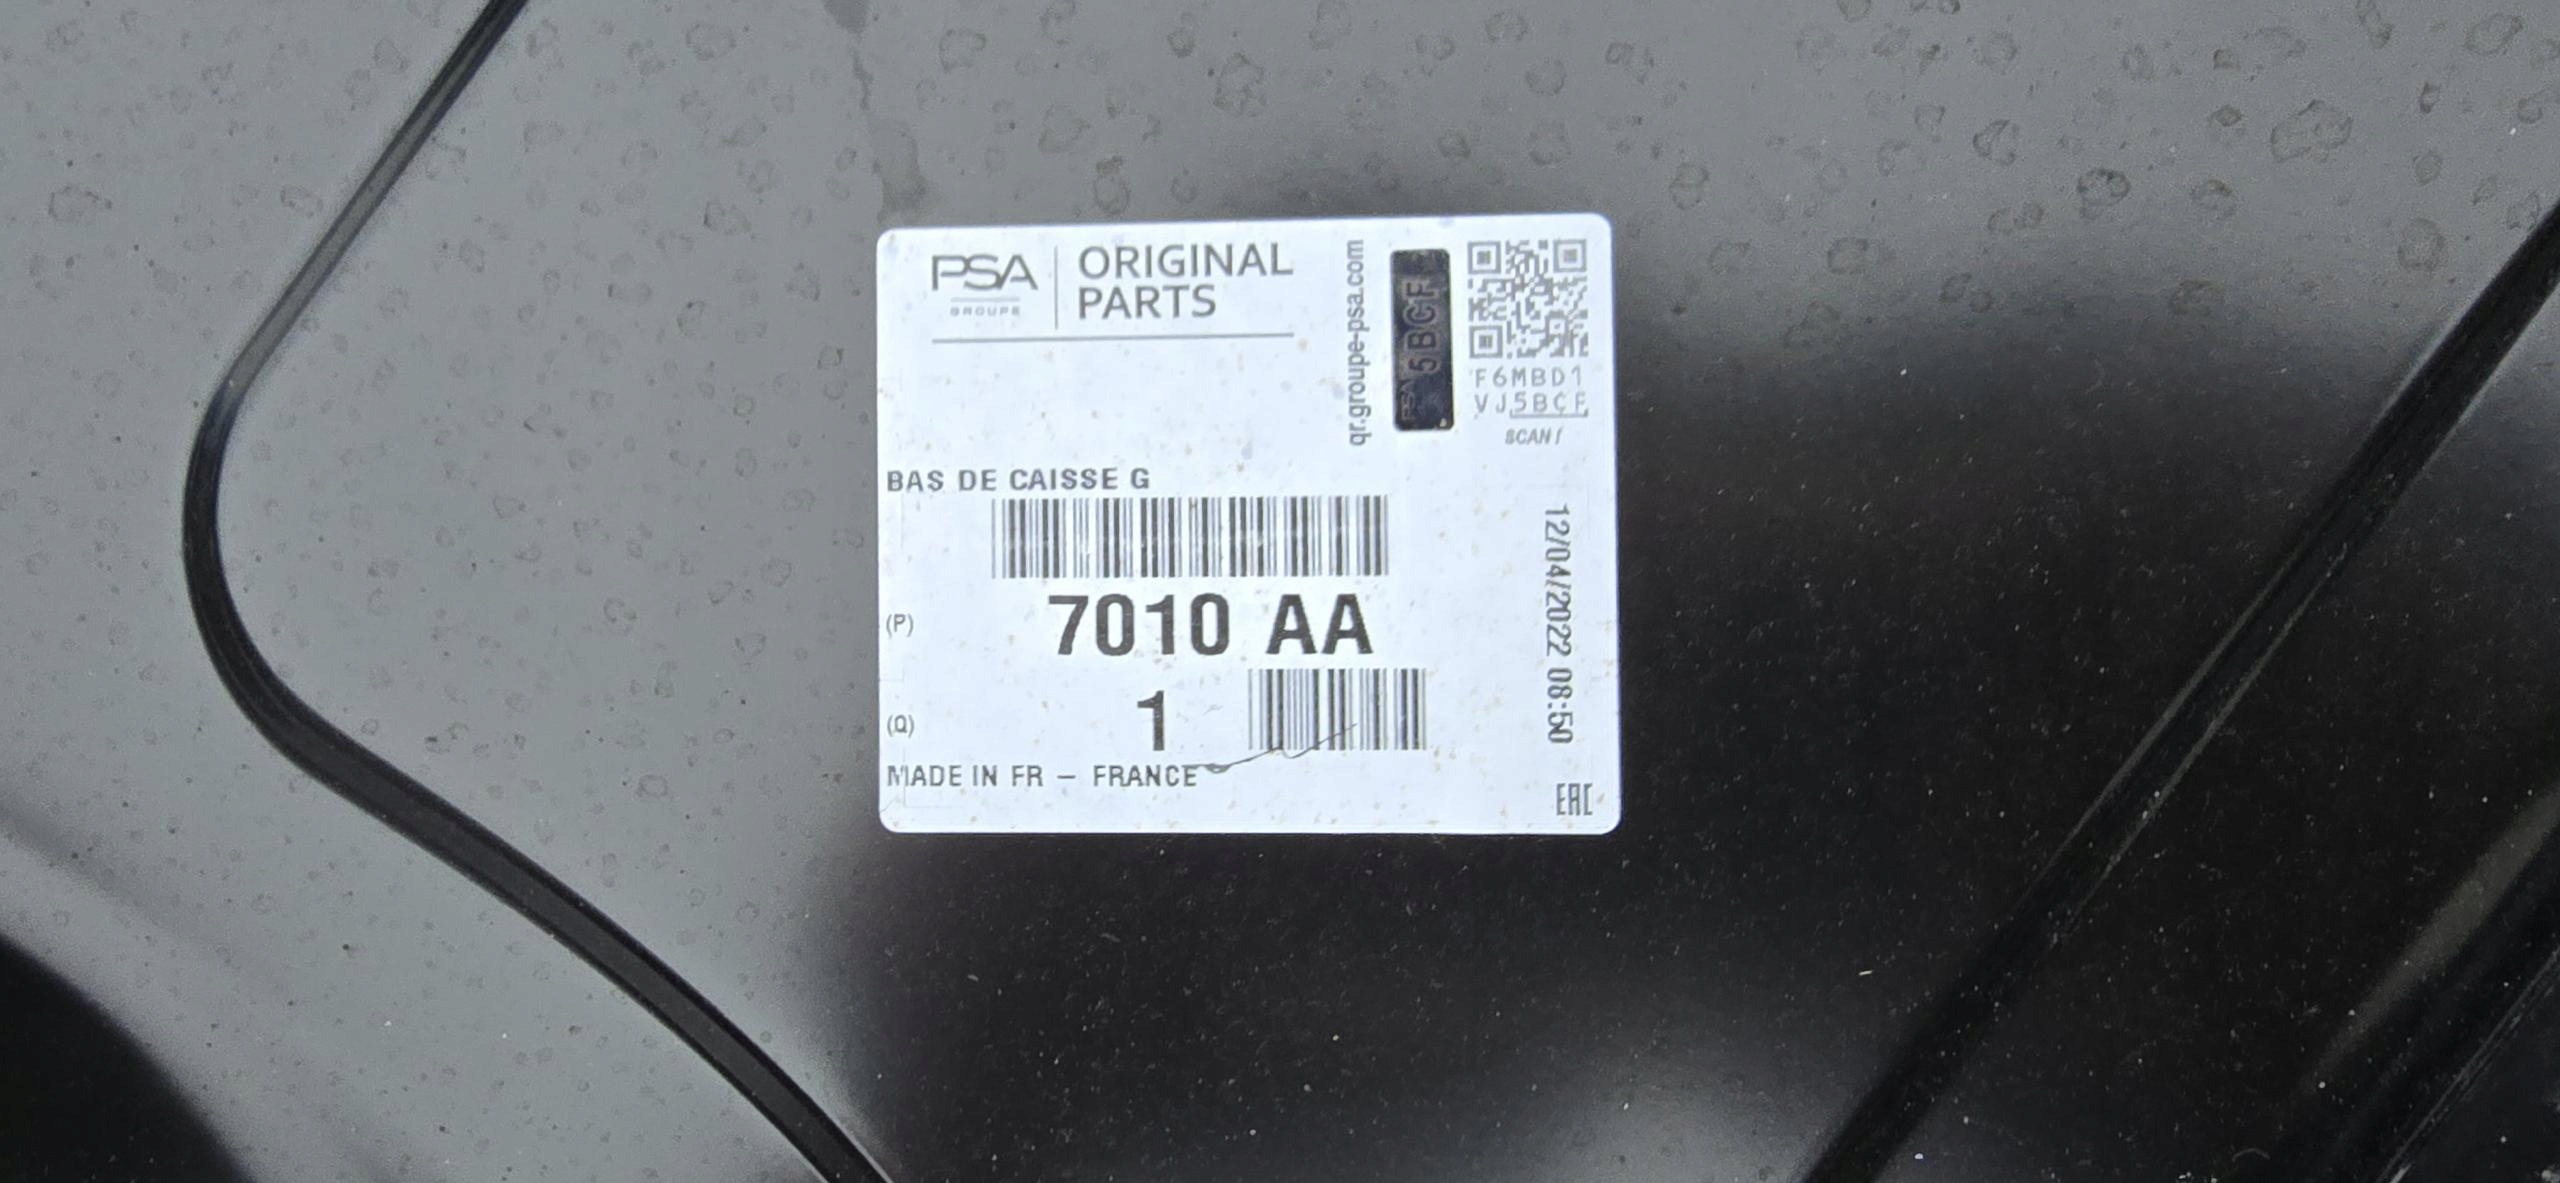 PSA
GROUPE
ORIGINAL
PARTS
qr.groupe-psa.com
PSA
5BCF
F6MBD1
VJ5BCF
SCAN!
BAS DE CAISSE G
(P)
7010 AA
(Q)
1
MADE IN FR – FRANCE
12/04/2022 08:50
EAC